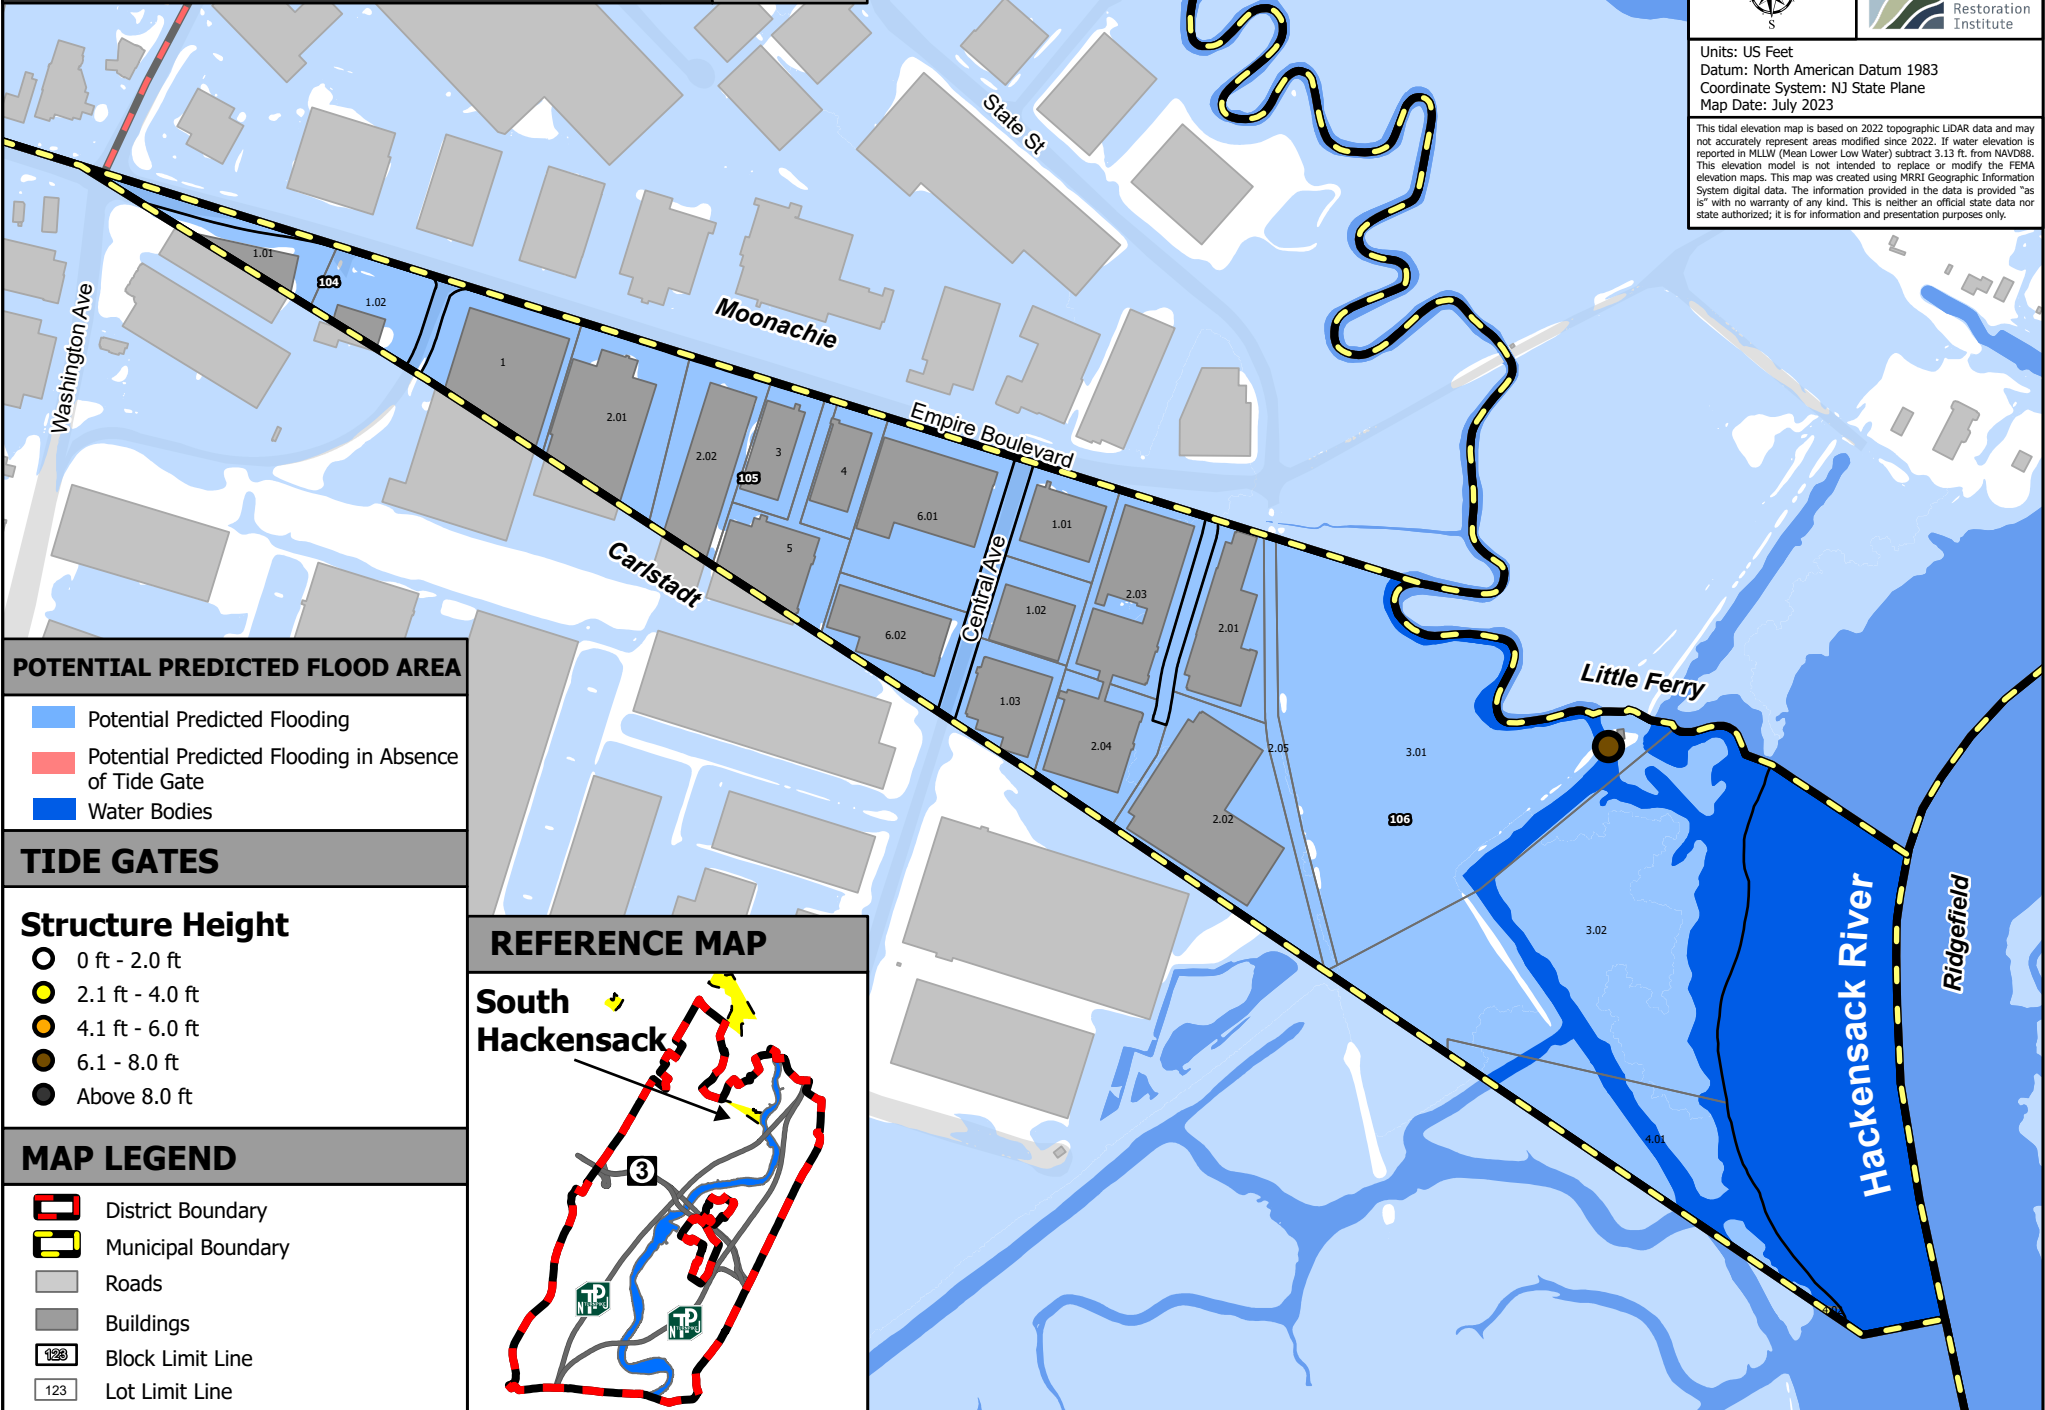 S
Restoration
Institute
Units: US Feet
Datum: North American Datum 1983
Coordinate System: NJ State Plane
Map Date: July 2023
This tidal elevation map is based on 2022 topographic LiDAR data and may
not accurately represent areas modified since 2022. If water elevation is
reported in MLLW (Mean Lower Low Water) subtract 3.13 ft. from NAVD88.
This elevation model is not intended to replace or modify the FEMA
elevation maps. This map was created using MRRI Geographic Information
System digital data. The information provided in the data is provided "as
is" with no warranty of any kind. This is neither an official state data nor
state authorized; it is for information and presentation purposes only.
State St
Washington Ave
Moonachie
Empire Boulevard
Carlstadt
Central Ave
Little Ferry
Hackensack River
Ridgefield
1.01
104
1.02
1
2.01
2.02
105
3
4
5
6.01
6.02
1.01
1.02
1.03
2.03
2.04
2.01
2.02
2.05
3.01
106
3.02
4.01
POTENTIAL PREDICTED FLOOD AREA
Potential Predicted Flooding
Potential Predicted Flooding in Absence
of Tide Gate
Water Bodies
TIDE GATES
Structure Height
0 ft - 2.0 ft
2.1 ft - 4.0 ft
4.1 ft - 6.0 ft
6.1 - 8.0 ft
Above 8.0 ft
MAP LEGEND
District Boundary
Municipal Boundary
Roads
Buildings
123 Block Limit Line
123 Lot Limit Line
REFERENCE MAP
South
Hackensack
3